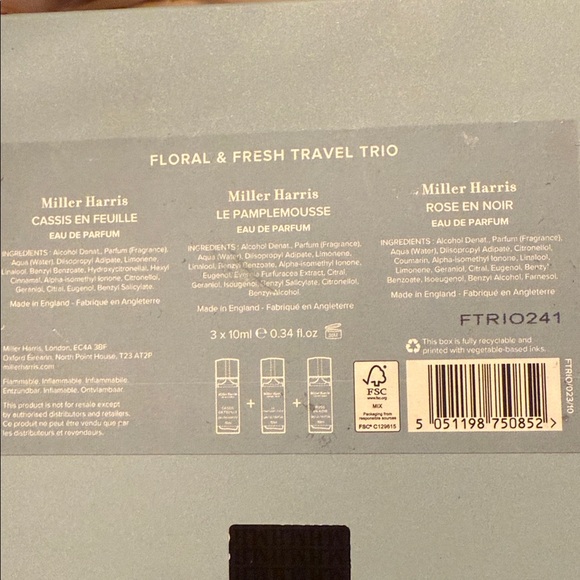 FLORAL & FRESH TRAVEL TRIO
Miller Harris
CASSIS EN FEUILLE
EAU DE PARFUM
INGREDIENTS : Alcohol Denat., Parfum (Fragrance),
Aqua (Water), Diisopropyl Adipate, Limonene,
Linalool, Benzyl Benzoate, Hydroxycitronellal, Hexyl
Cinnamal, Alpha-isomethyl Ionone, Citronellol,
Geraniol, Citral, Eugenol, Benzyl Salicylate.
Made in England - Fabriqué en Angleterre
Miller Harris
LE PAMPLEMOUSSE
EAU DE PARFUM
INGREDIENTS : Alcohol Denat., Parfum (Fragrance),
Aqua (Water), Diisopropyl Adipate, Limonene,
Linalool, Benzyl Benzoate, Alpha-isomethyl Ionone,
Eugenol, Furfuracea Extract, Citral,
Geraniol, Isoeugenol, Benzyl Salicylate, Citronellol,
Benzyl Alcohol
Made in England - Fabriqué en Angleterre
Miller Harris
ROSE EN NOIR
EAU DE PARFUM
INGREDIENTS : Alcohol Denat., Parfum (Fragrance),
Aqua (Water), Diisopropyl Adipate, Citronellol,
Coumarin, Alpha-isomethyl Ionone, Linalool,
Limonene, Geraniol, Citral, Eugenol, Benzyl
Benzoate, Isoeugenol, Benzyl Alcohol, Farnesol.
Made in England - Fabriqué en Angleterre
3 x 10ml e 0.34 fl.oz
FTRIO241
Miller Harris, London, EC4A 3BF
Oxford Éireann, North Point House, T23 AT2P
millerharris.com
Flammable. Inflammable. Inflammabile.
Entzundbar. Inflamable. Ontvlambaar.
This product is not for resale except
by authorised distributors and retailers.
Ce produit ne peut être vendu que par
les distributeurs et revendeurs.
+ +
This box is fully recyclable and
printed with vegetable-based inks.
FSC
www.fsc.org
MIX
Packaging from
responsible sources
FSC® C129615
5 051198 750852 >
FTRIO/023/10